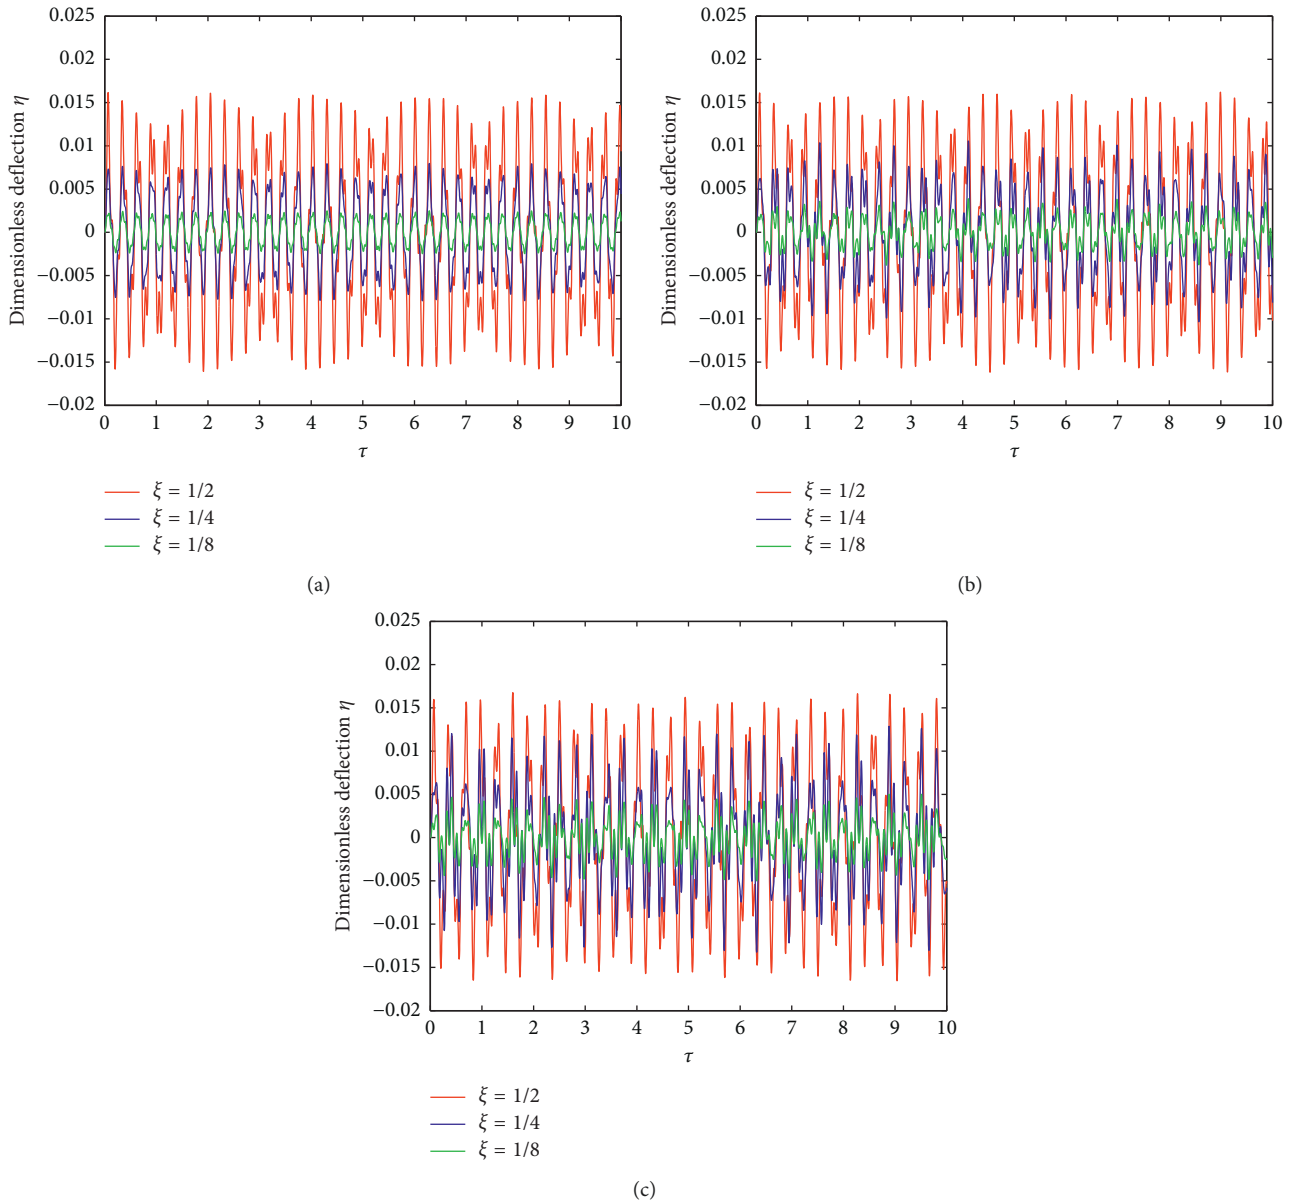 0.025
0.02
0.015
0.01
0.005
0
−0.005
−0.01
−0.015
−0.02
Dimensionless deflection η
0 1 2 3 4 5 6 7 8 9 10
τ
ξ = 1/2
ξ = 1/4
ξ = 1/8
(a)
0.025
0.02
0.015
0.01
0.005
0
−0.005
−0.01
−0.015
−0.02
Dimensionless deflection η
0 1 2 3 4 5 6 7 8 9 10
τ
ξ = 1/2
ξ = 1/4
ξ = 1/8
(b)
0.025
0.02
0.015
0.01
0.005
0
−0.005
−0.01
−0.015
−0.02
Dimensionless deflection η
0 1 2 3 4 5 6 7 8 9 10
τ
ξ = 1/2
ξ = 1/4
ξ = 1/8
(c)